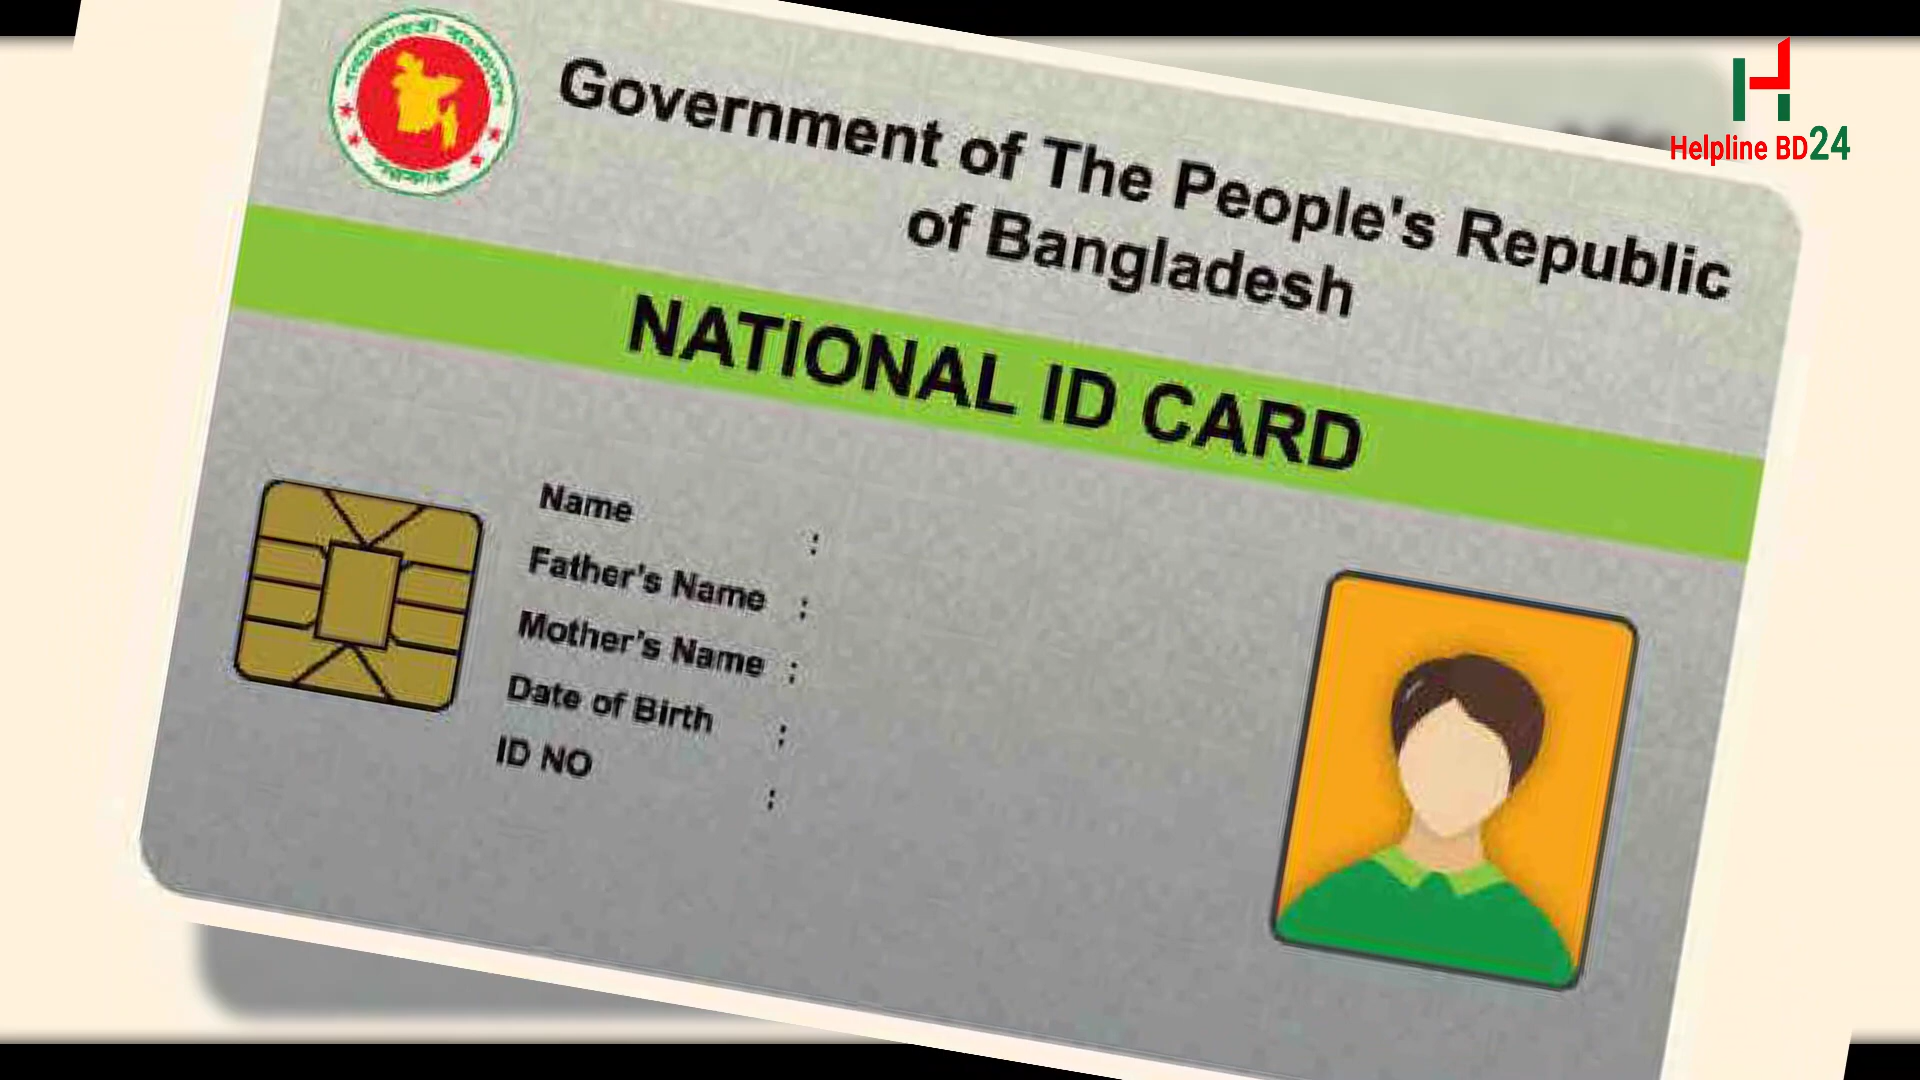 Government of The People's Republic
of Bangladesh
NATIONAL ID CARD
Name :
Father's Name :
Mother's Name :
Date of Birth :
ID NO :
Helpline BD24